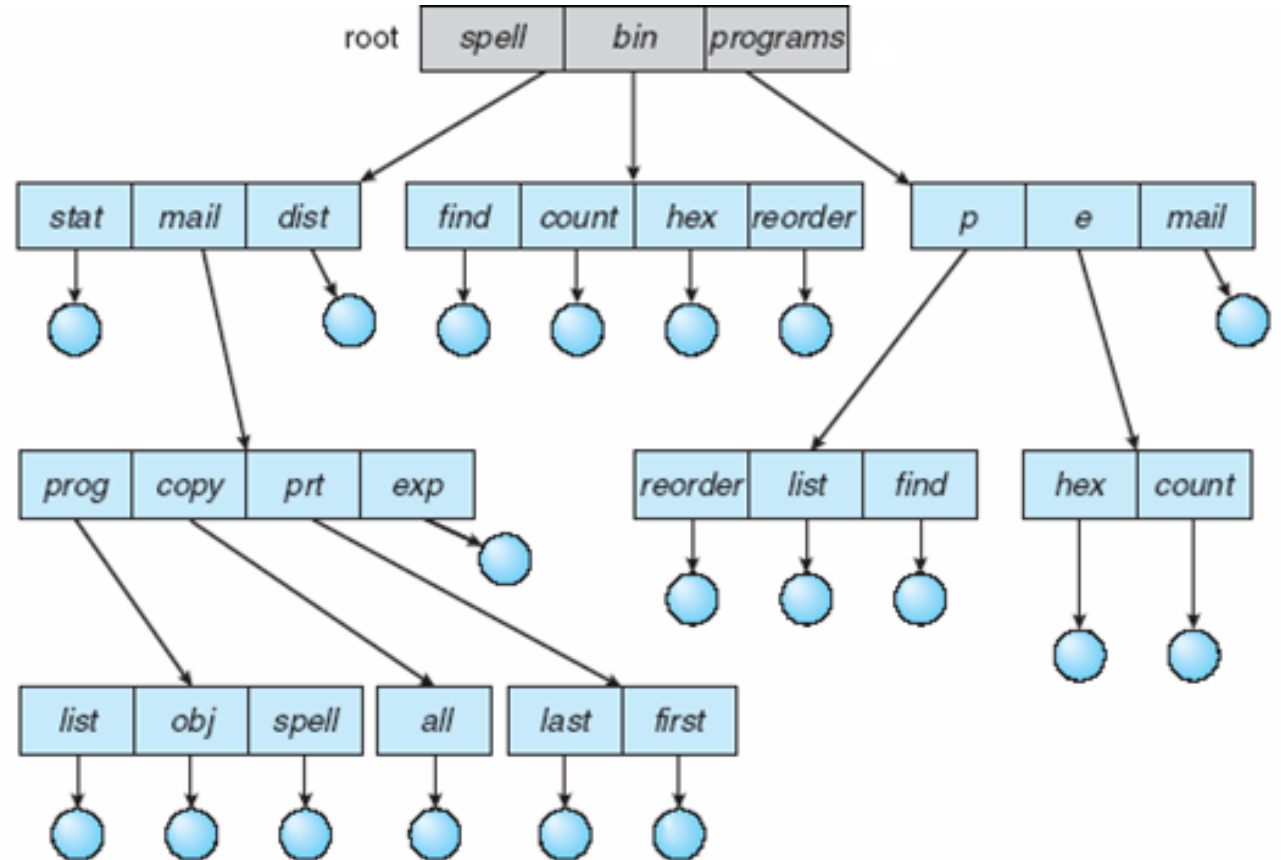 root spell bin programs
stat mail dist find count hex reorder p e mail
prog copy prt exp reorder list find hex count
list obj spell all last first